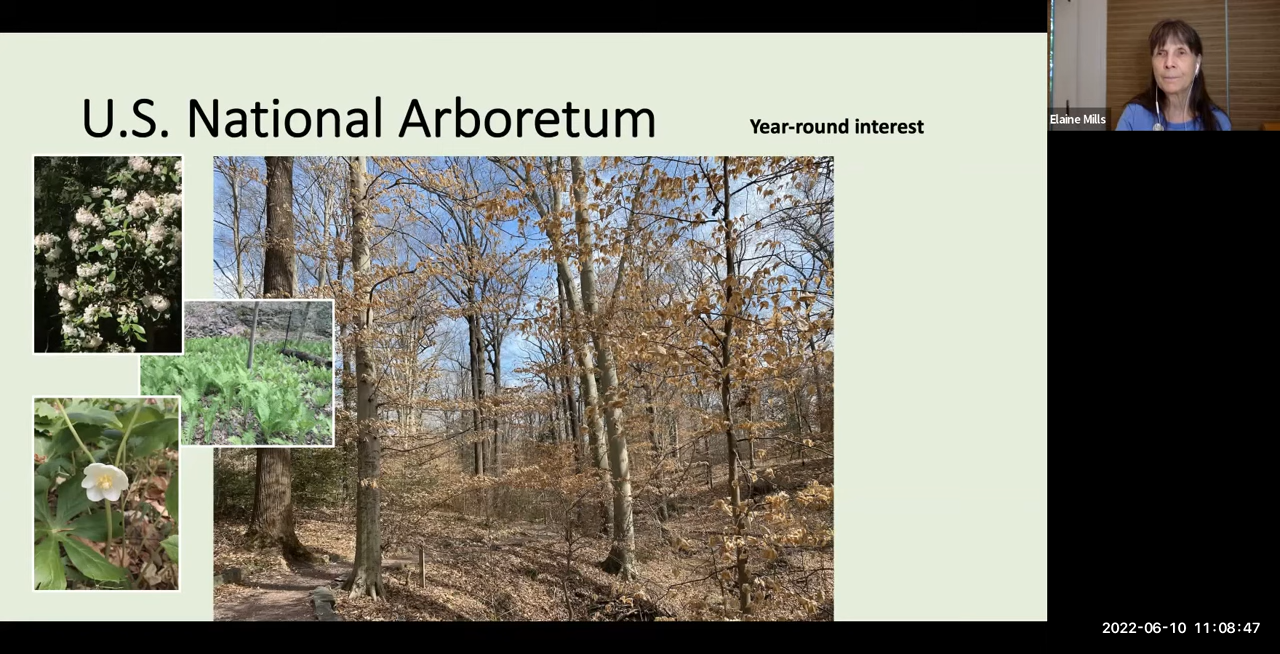 U.S. National Arboretum
Year-round interest
Elaine Mills
2022-06-10 11:08:47